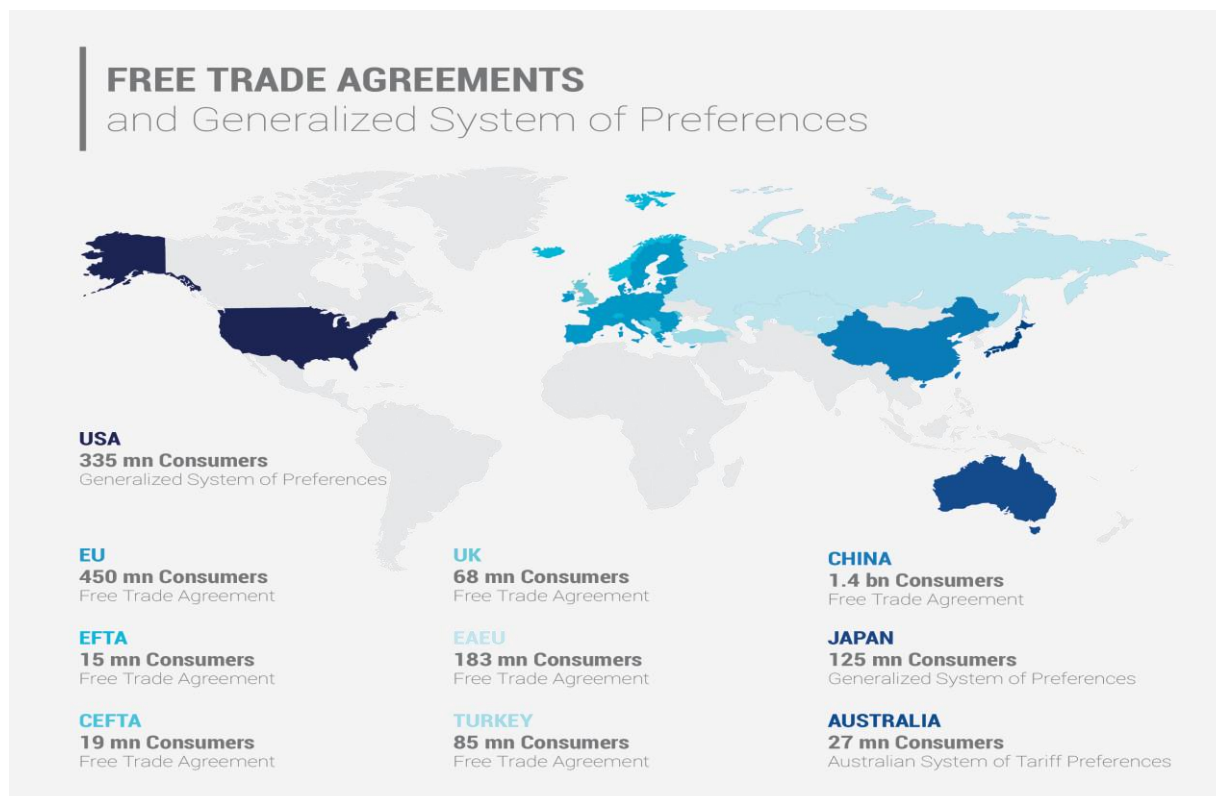 FREE TRADE AGREEMENTS
and Generalized System of Preferences
USA
335 mn Consumers
Generalized System of Preferences
EU
450 mn Consumers
Free Trade Agreement
EFTA
15 mn Consumers
Free Trade Agreement
CEFTA
19 mn Consumers
Free Trade Agreement
UK
68 mn Consumers
Free Trade Agreement
EAEU
183 mn Consumers
Free Trade Agreement
TURKEY
85 mn Consumers
Free Trade Agreement
CHINA
1.4 bn Consumers
Free Trade Agreement
JAPAN
125 mn Consumers
Generalized System of Preferences
AUSTRALIA
27 mn Consumers
Australian System of Tariff Preferences